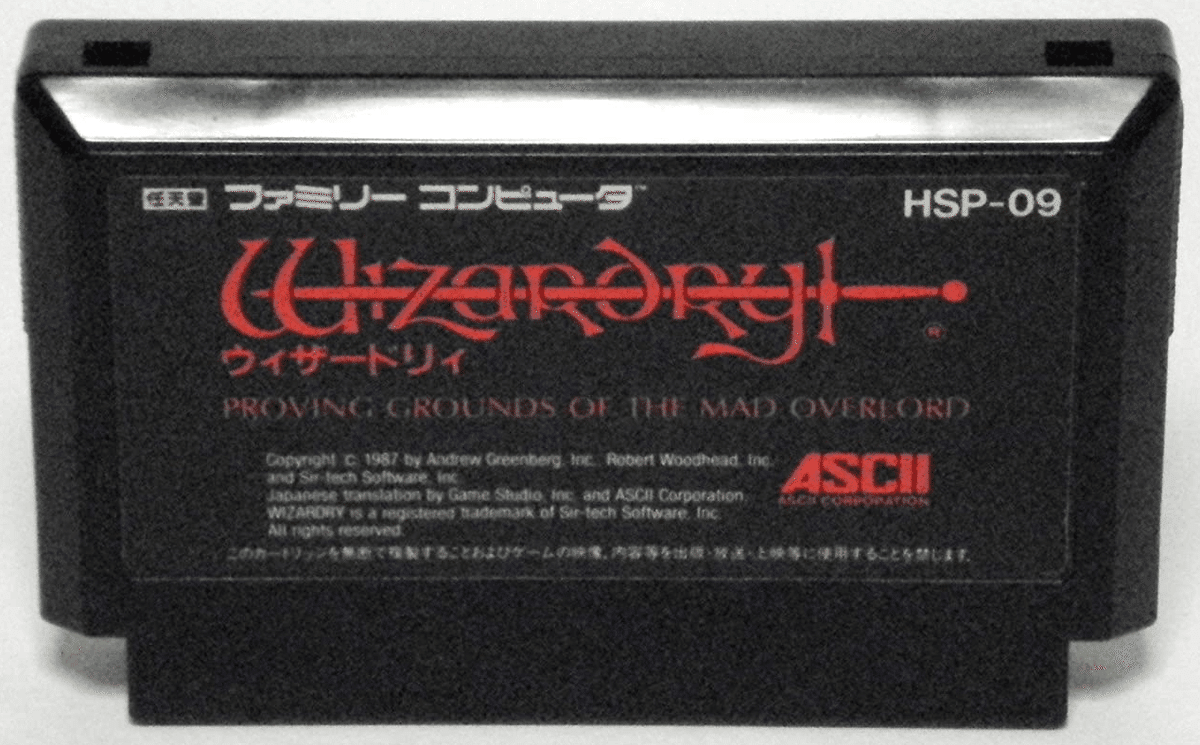 任天堂 ファミリー コンピュータ™ HSP-09
Wizardry ®
ウィザードリィ
PROVING GROUNDS OF THE MAD OVERLORD
Copyright c 1987 by Andrew Greenberg, Inc. Robert Woodhead, Inc.
and Sir-tech Software, Inc.
Japanese translation by Game Studio, Inc. and ASCII Corporation.
WIZARDRY is a registered trademark of Sir-tech Software, Inc.
All rights reserved.
ASCII
ASCII CORPORATION
このカートリッジを無断で複製することおよびゲームの映像、内容等を出版・放送・上映等に使用することを禁じます。